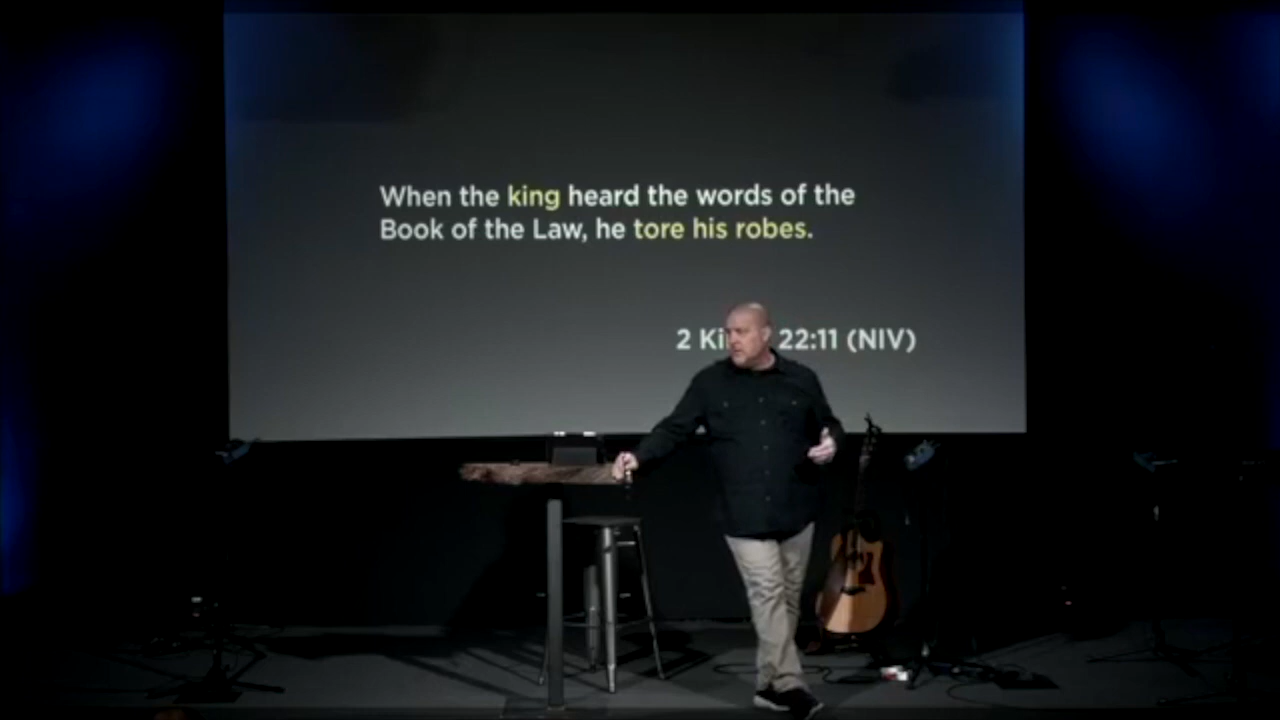 When the king heard the words of the
Book of the Law, he tore his robes.
2 Ki 22:11 (NIV)